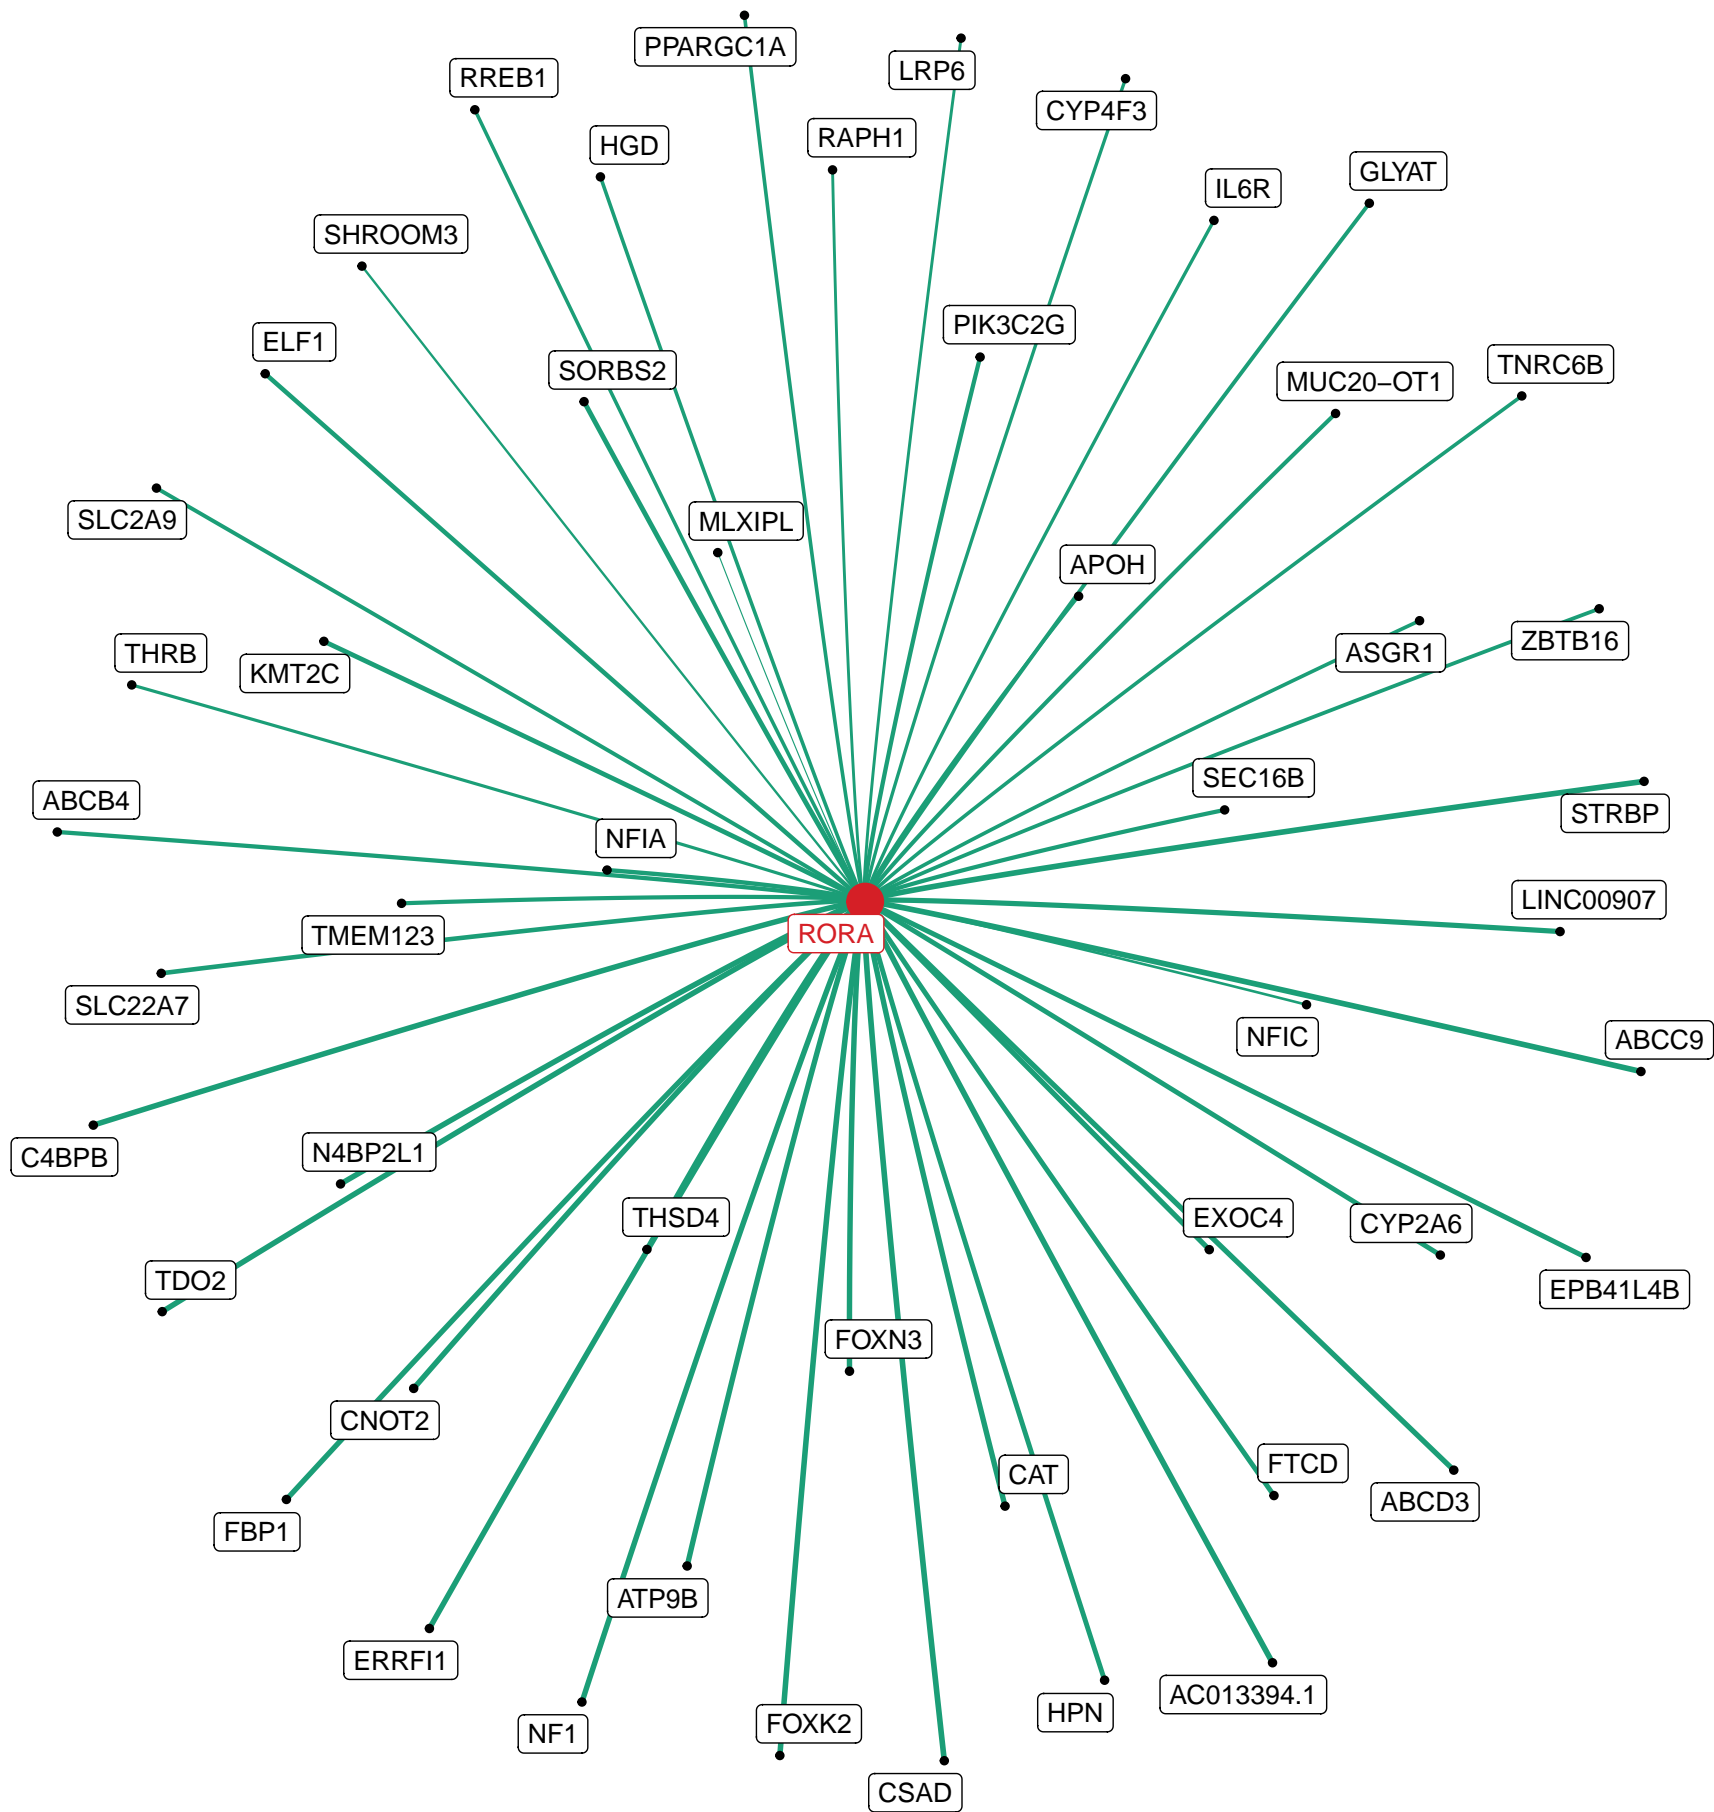 PPARGC1A
LRP6
RREB1
CYP4F3
RAPH1
HGD
GLYAT
IL6R
SHROOM3
PIK3C2G
ELF1
TNRC6B
SORBS2
MUC20–OT1
SLC2A9
MLXIPL
APOH
ZBTB16
THRB
ASGR1
KMT2C
SEC16B
ABCB4
STRBP
NFIA
LINC00907
TMEM123
RORA
SLC22A7
NFIC
ABCC9
N4BP2L1
C4BPB
THSD4
EXOC4
CYP2A6
TDO2
EPB41L4B
FOXN3
CNOT2
FTCD
CAT
ABCD3
FBP1
ATP9B
ERRFI1
AC013394.1
HPN
FOXK2
NF1
CSAD